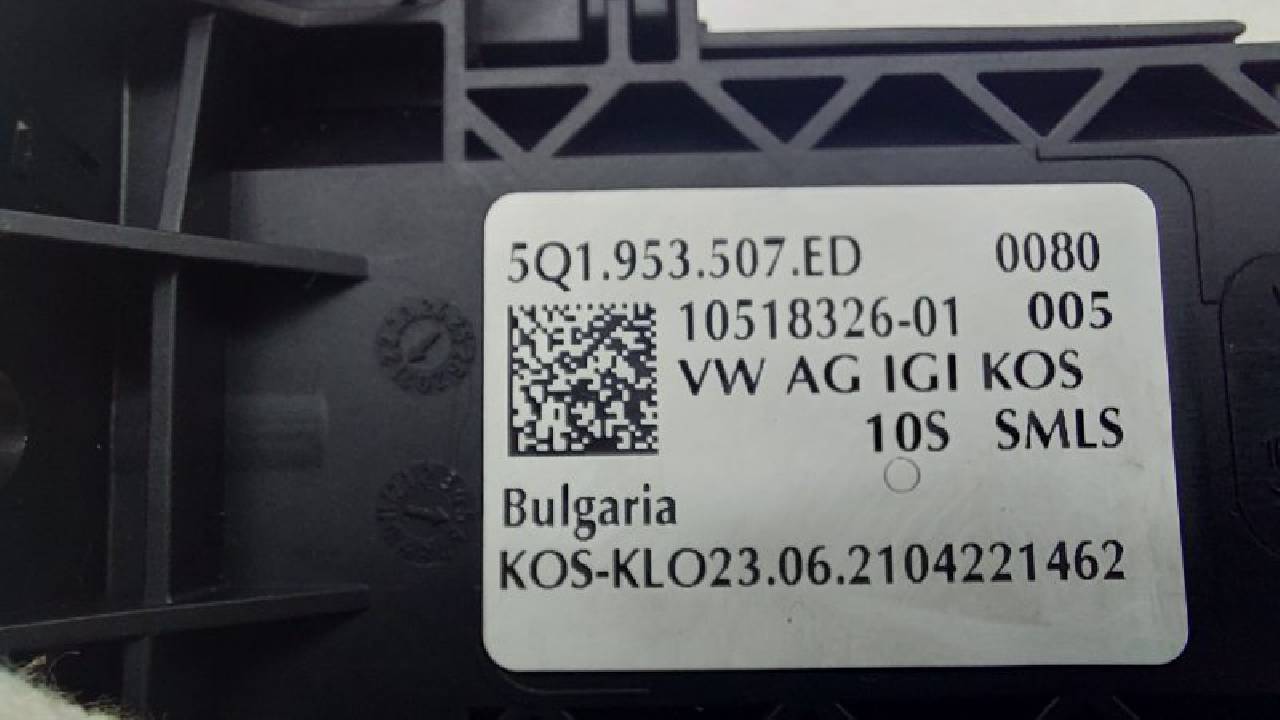 5Q1.953.507.ED 0080
10518326-01 005
VW AG IGI KOS
10S SMLS
Bulgaria
KOS-KLO23.06.2104221462